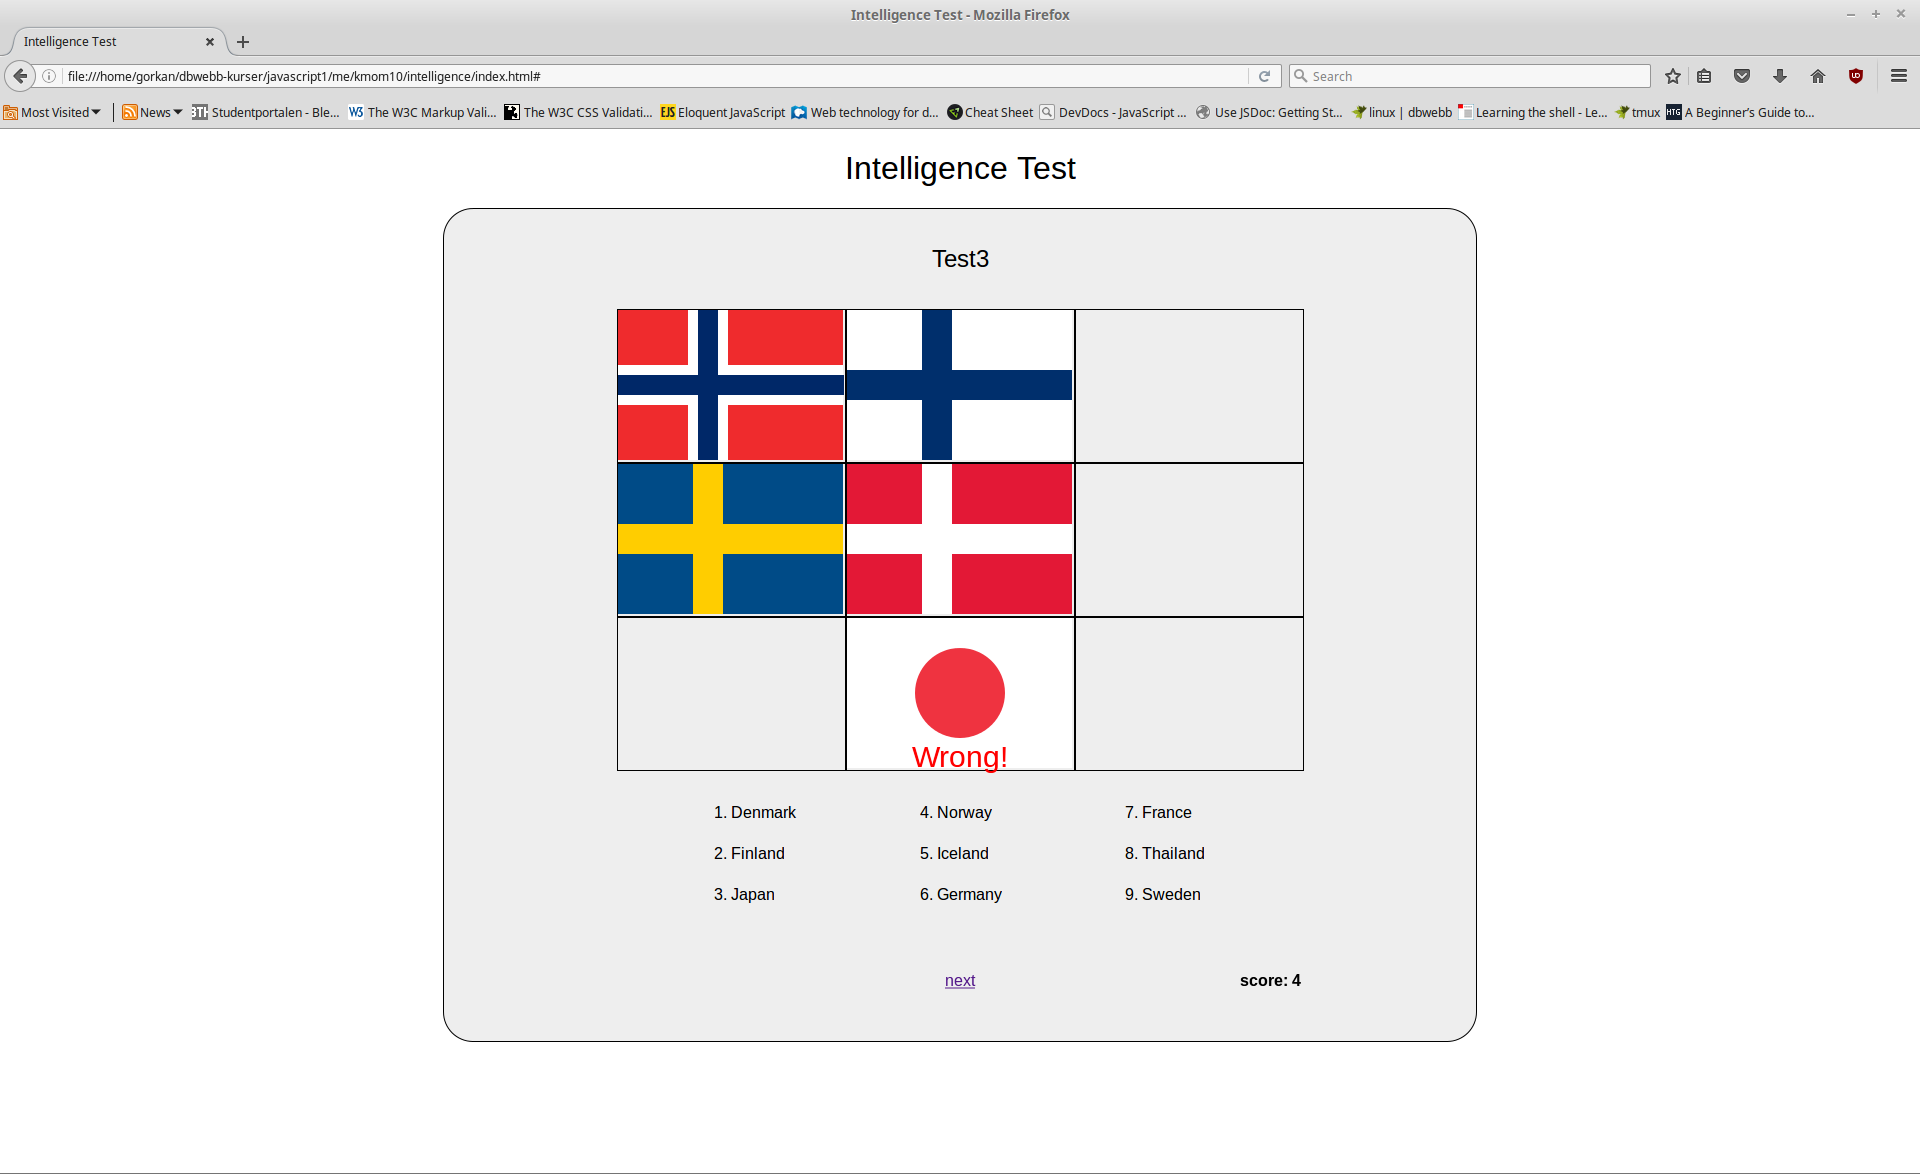 Intelligence Test - Mozilla Firefox
Intelligence Test
file:///home/gorkan/dbwebb-kurser/javascript1/me/kmom10/intelligence/index.html#
Search
Most Visited News BTH Studentportalen - Ble... W3 The W3C Markup Vali... The W3C CSS Validati... EJS Eloquent JavaScript Web technology for d... Cheat Sheet DevDocs - JavaScript ... Use JSDoc: Getting St... linux | dbwebb Learning the shell - Le... tmux HTG A Beginner's Guide to...
Intelligence Test
Test3
Wrong!
1. Denmark 4. Norway 7. France
2. Finland 5. Iceland 8. Thailand
3. Japan 6. Germany 9. Sweden
next score: 4